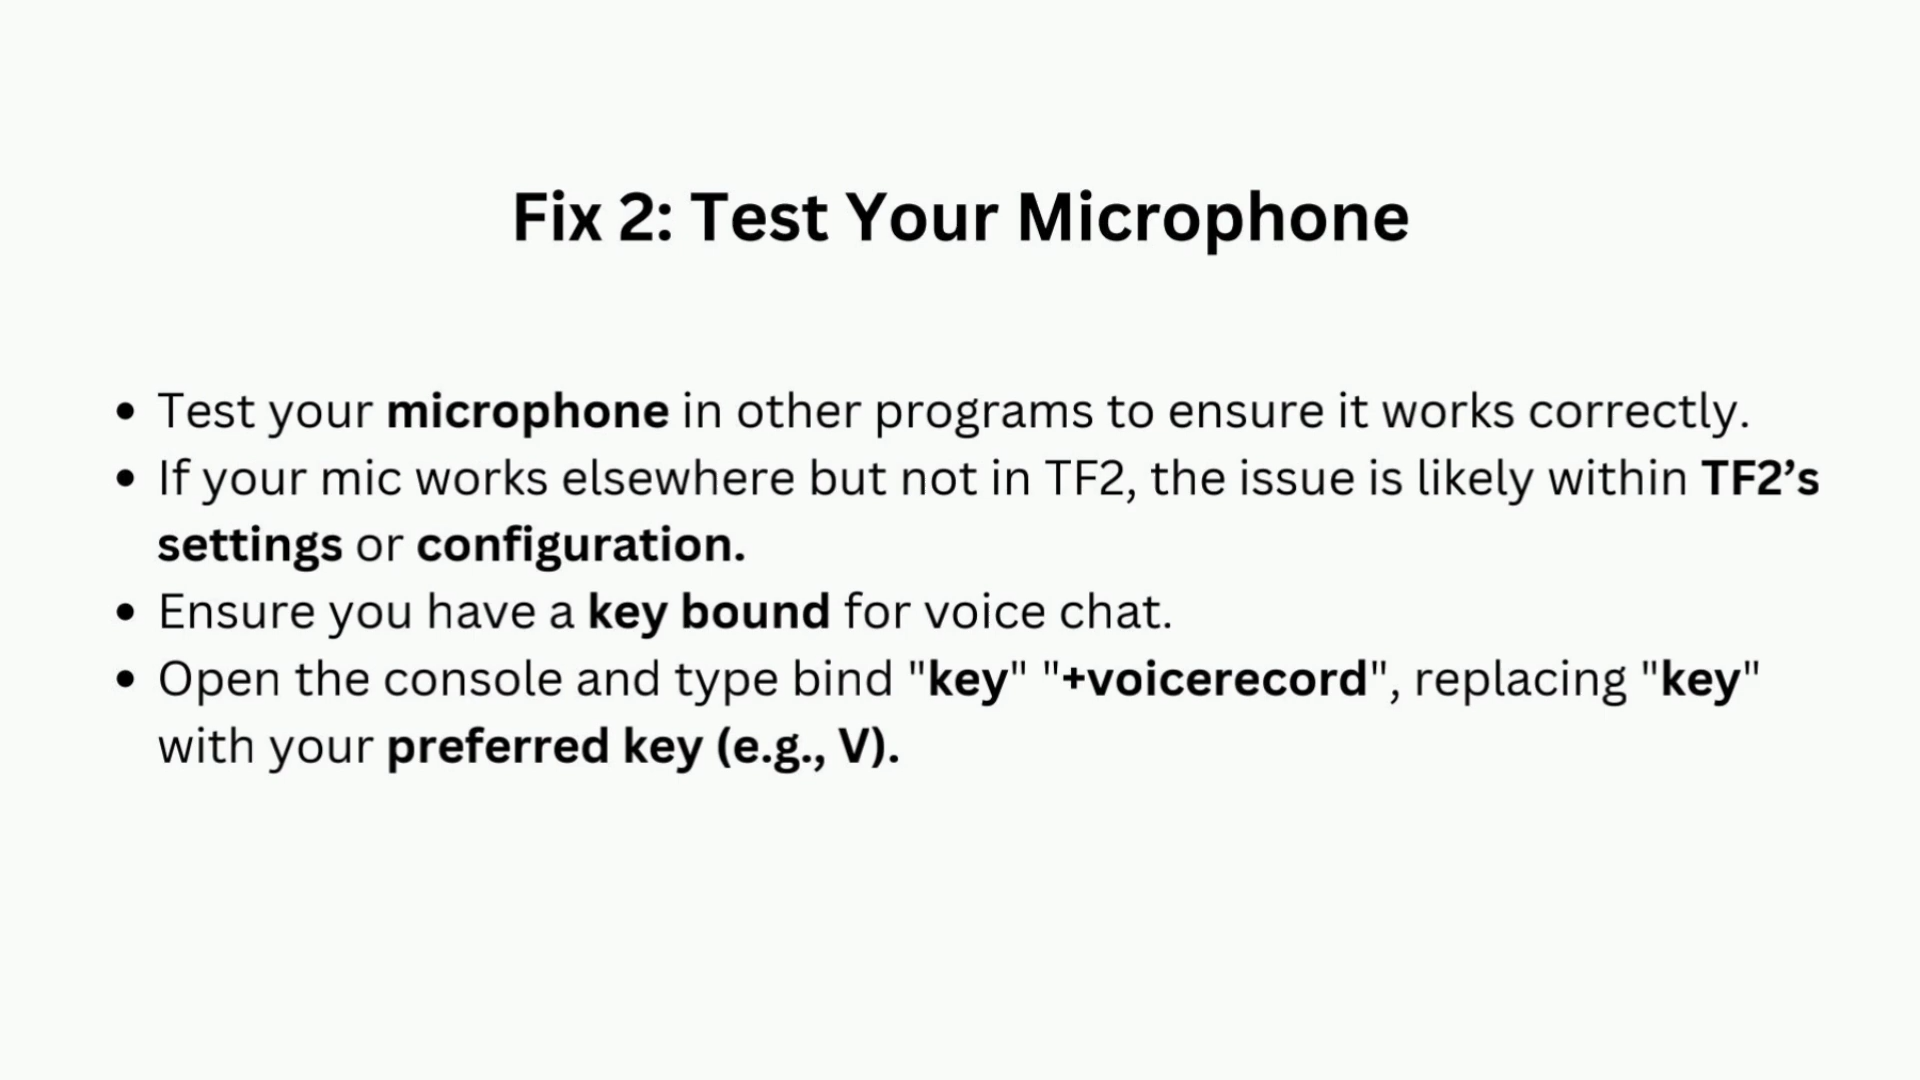 Fix 2: Test Your Microphone
• Test your microphone in other programs to ensure it works correctly.
• If your mic works elsewhere but not in TF2, the issue is likely within TF2’s
settings or configuration.
• Ensure you have a key bound for voice chat.
• Open the console and type bind "key" "+voicerecord", replacing "key"
with your preferred key (e.g., V).